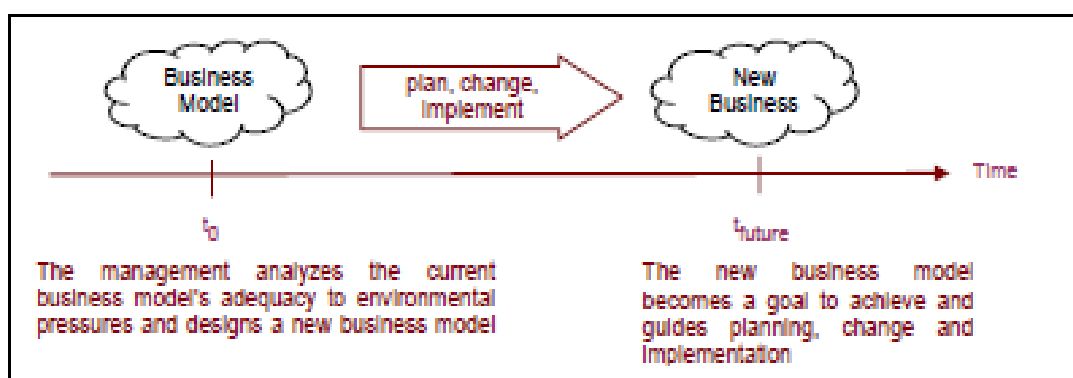 Business
Model
plan, change,
implement
New
Business
Time
t0
tfuture
The management analyzes the current
business model's adequacy to environmental
pressures and designs a new business model
The new business model
becomes a goal to achieve and
guides planning, change and
implementation